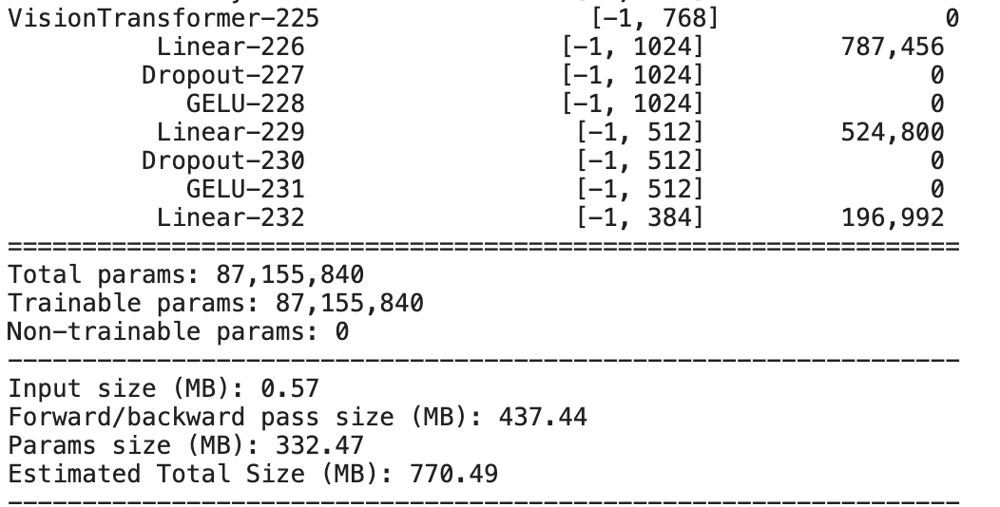 VisionTransformer-225 [-1, 768] 0
Linear-226 [-1, 1024] 787,456
Dropout-227 [-1, 1024] 0
GELU-228 [-1, 1024] 0
Linear-229 [-1, 512] 524,800
Dropout-230 [-1, 512] 0
GELU-231 [-1, 512] 0
Linear-232 [-1, 384] 196,992
================================================================
Total params: 87,155,840
Trainable params: 87,155,840
Non-trainable params: 0
----------------------------------------------------------------
Input size (MB): 0.57
Forward/backward pass size (MB): 437.44
Params size (MB): 332.47
Estimated Total Size (MB): 770.49
----------------------------------------------------------------